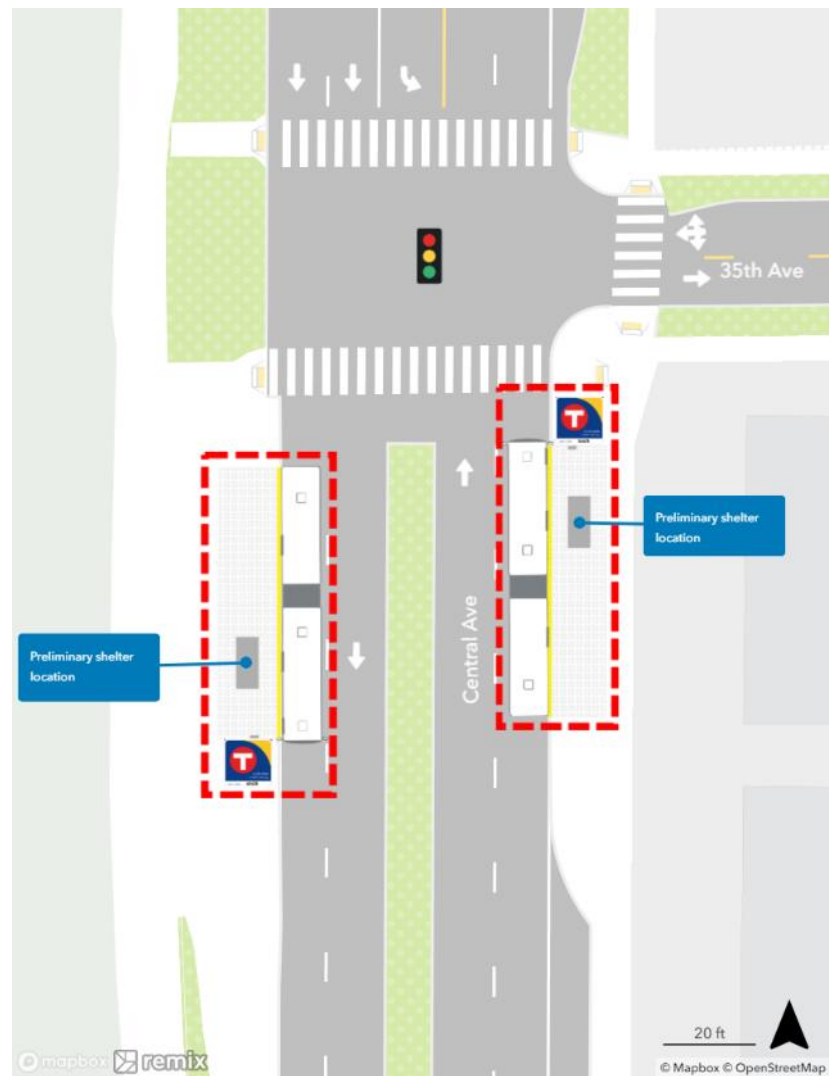 35th Ave
T
Preliminary shelter
location
Central Ave
Preliminary shelter
location
T
20 ft
mapbox remix
© Mapbox © OpenStreetMap